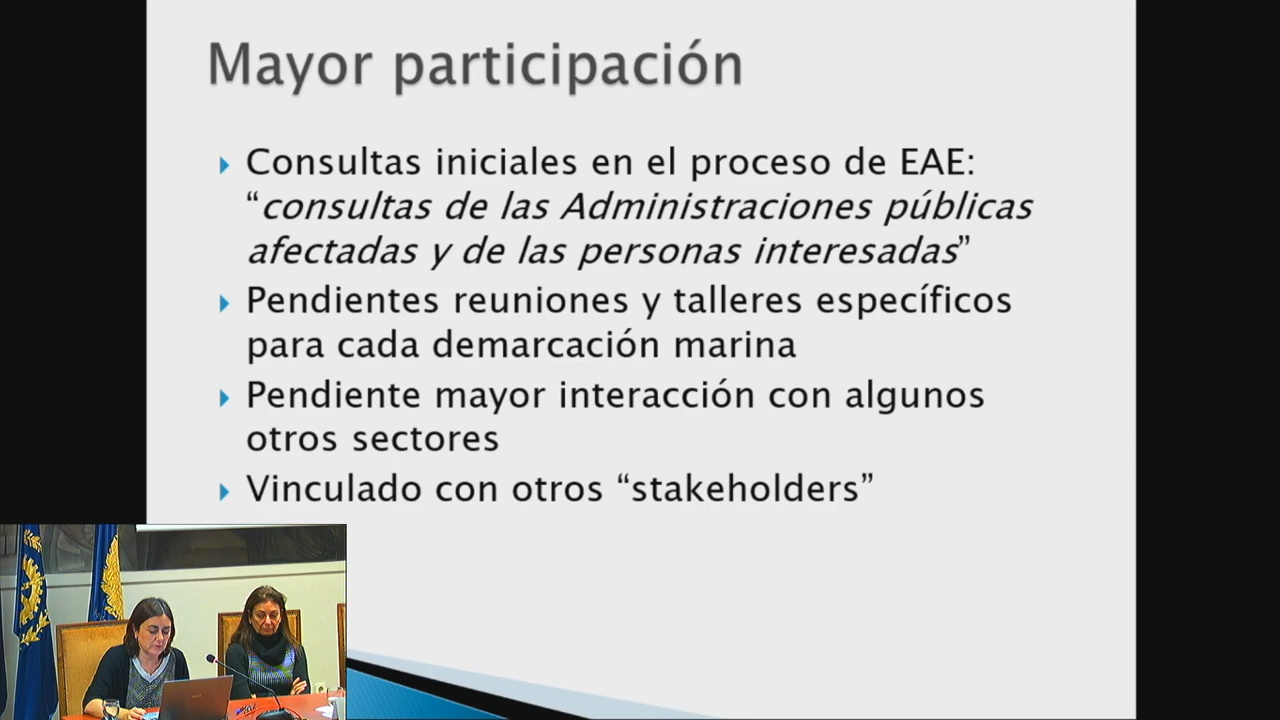 Mayor participación
Consultas iniciales en el proceso de EAE:
“consultas de las Administraciones públicas
afectadas y de las personas interesadas”
Pendientes reuniones y talleres específicos
para cada demarcación marina
Pendiente mayor interacción con algunos
otros sectores
Vinculado con otros “stakeholders”